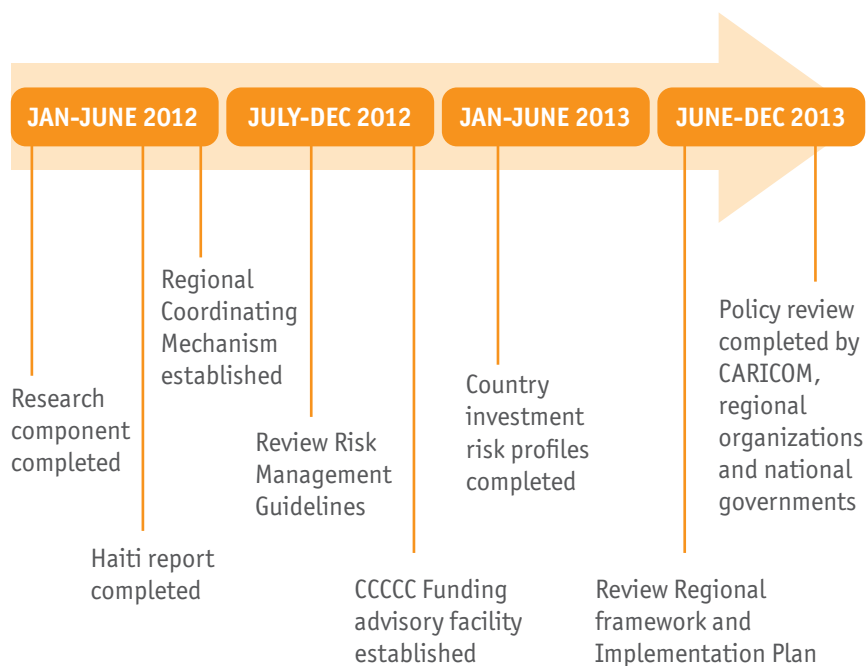 JAN-JUNE 2012
JULY-DEC 2012
JAN-JUNE 2013
JUNE-DEC 2013
Research
component
completed
Haiti report
completed
Regional
Coordinating
Mechanism
established
Review Risk
Management
Guidelines
CCCCC Funding
advisory facility
established
Country
investment
risk profiles
completed
Review Regional
framework and
Implementation Plan
Policy review
completed by
CARICOM,
regional
organizations
and national
governments